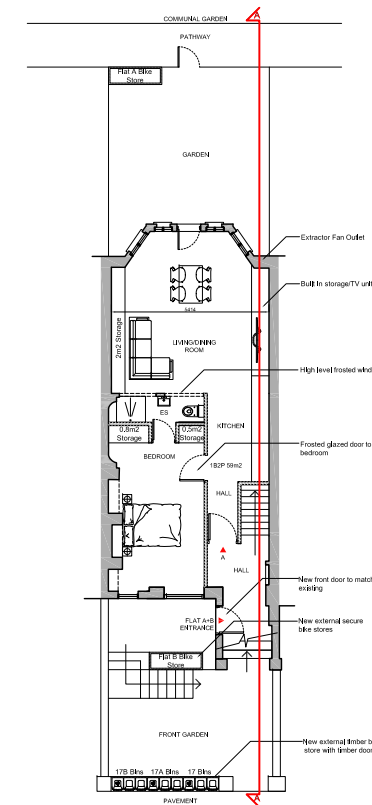 COMMUNAL GARDEN
A
PATHWAY
Flat A Bike
Store
GARDEN
Extractor Fan Outlet
Built In storage/TV unit
5414
2m2 Storage
LIVING/DINING
ROOM
High level frosted wind
ES
0.8m2
Storage
0.5m2
Storage
KITCHEN
BEDROOM
Frosted glazed door to
bedroom
1B2P 59m2
HALL
A
HALL
New front door to match
existing
FLAT A+B
ENTRANCE
New external secure
bike stores
Flat B Bike
Store
FRONT GARDEN
New external timber b
store with timber door
17B Bins 17A Bins 17 Bins
PAVEMENT
A